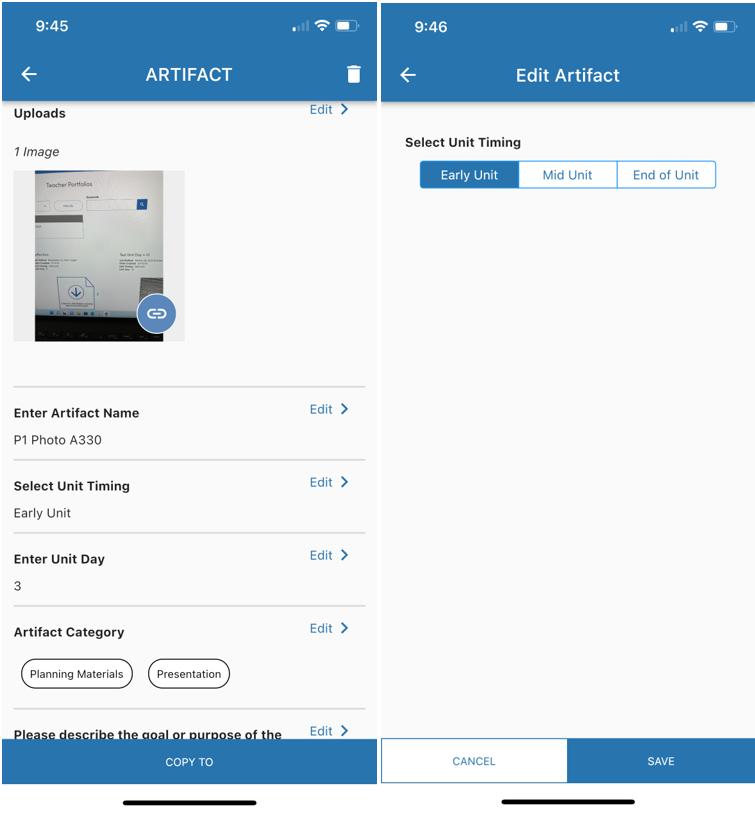 9:45
ARTIFACT
Uploads
Edit
1 Image
Teacher Portfolios
Enter Artifact Name
Edit
P1 Photo A330
Select Unit Timing
Edit
Early Unit
Enter Unit Day
Edit
3
Artifact Category
Edit
Planning Materials
Presentation
Please describe the goal or purpose of the
Edit
COPY TO
9:46
Edit Artifact
Select Unit Timing
Early Unit
Mid Unit
End of Unit
CANCEL
SAVE